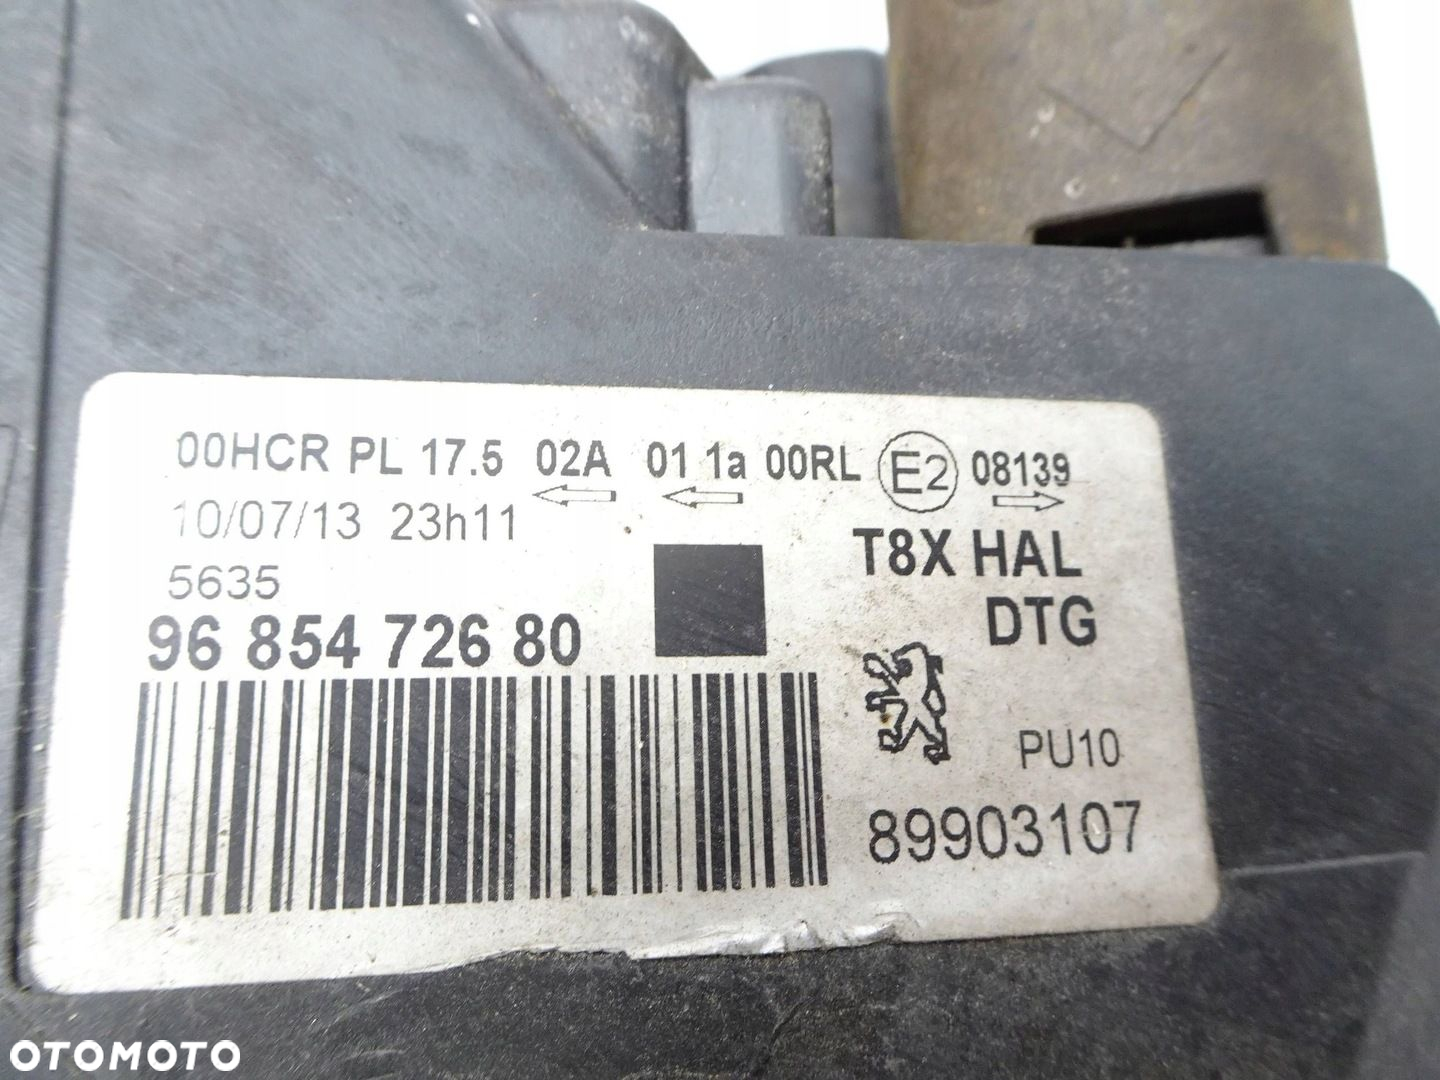 00HCR PL 17.5 02A 01 1a 00RL E2 08139
10/07/13 23h11
T8X HAL
5635
DTG
96 854 726 80
PU10
89903107
OTOMOTO